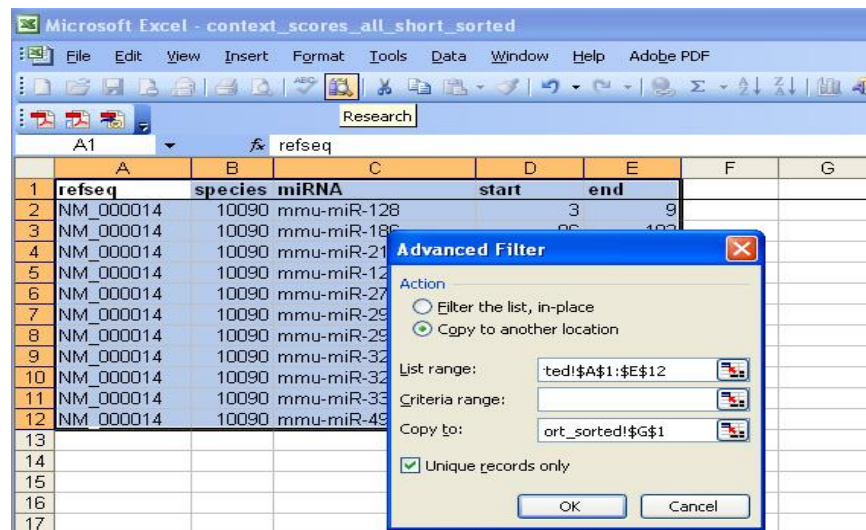 Microsoft Excel - context_scores_all_short_sorted
File Edit View Insert Format Tools Data Window Help Adobe PDF
Research
A1 fx refseq
A B C D E F G
1 refseq species miRNA start end
2 NM_000014 10090 mmu-miR-128 3 9
3 NM_000014 10090 mmu-miR-186
4 NM_000014 10090 mmu-miR-21
5 NM_000014 10090 mmu-miR-12
6 NM_000014 10090 mmu-miR-27
7 NM_000014 10090 mmu-miR-29
8 NM_000014 10090 mmu-miR-29
9 NM_000014 10090 mmu-miR-32
10 NM_000014 10090 mmu-miR-32
11 NM_000014 10090 mmu-miR-33
12 NM_000014 10090 mmu-miR-49
13
14
15
16
17
Advanced Filter
Action
Filter the list, in-place
Copy to another location
List range: ted!$A$1:$E$12
Criteria range:
Copy to: ort_sorted!$G$1
Unique records only
OK Cancel